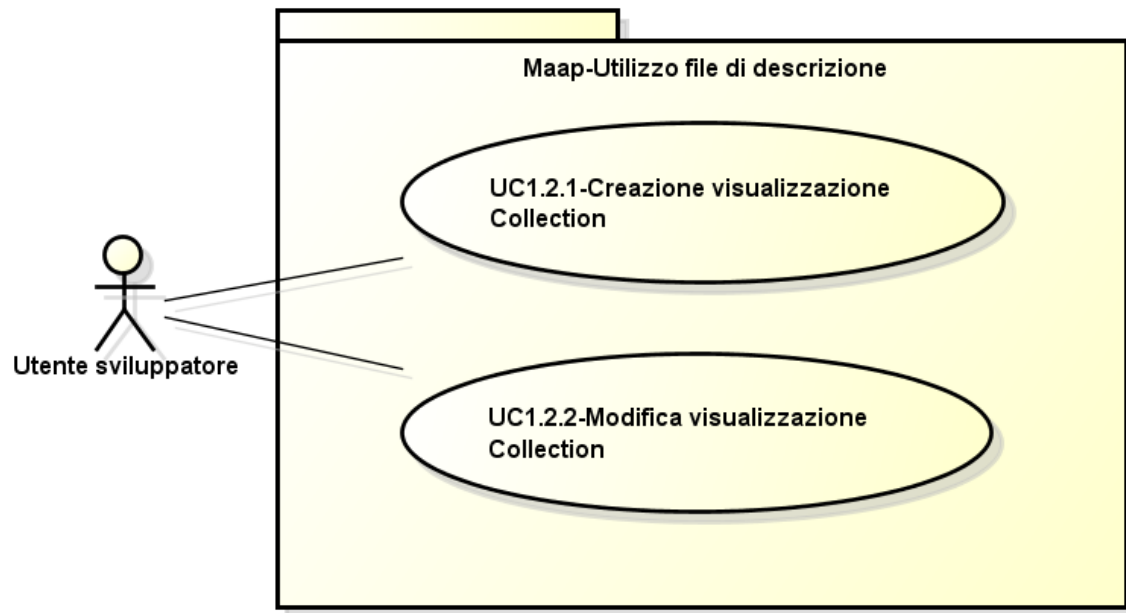 Maap-Utilizzo file di descrizione
UC1.2.1-Creazione visualizzazione
Collection
Utente sviluppatore
UC1.2.2-Modifica visualizzazione
Collection